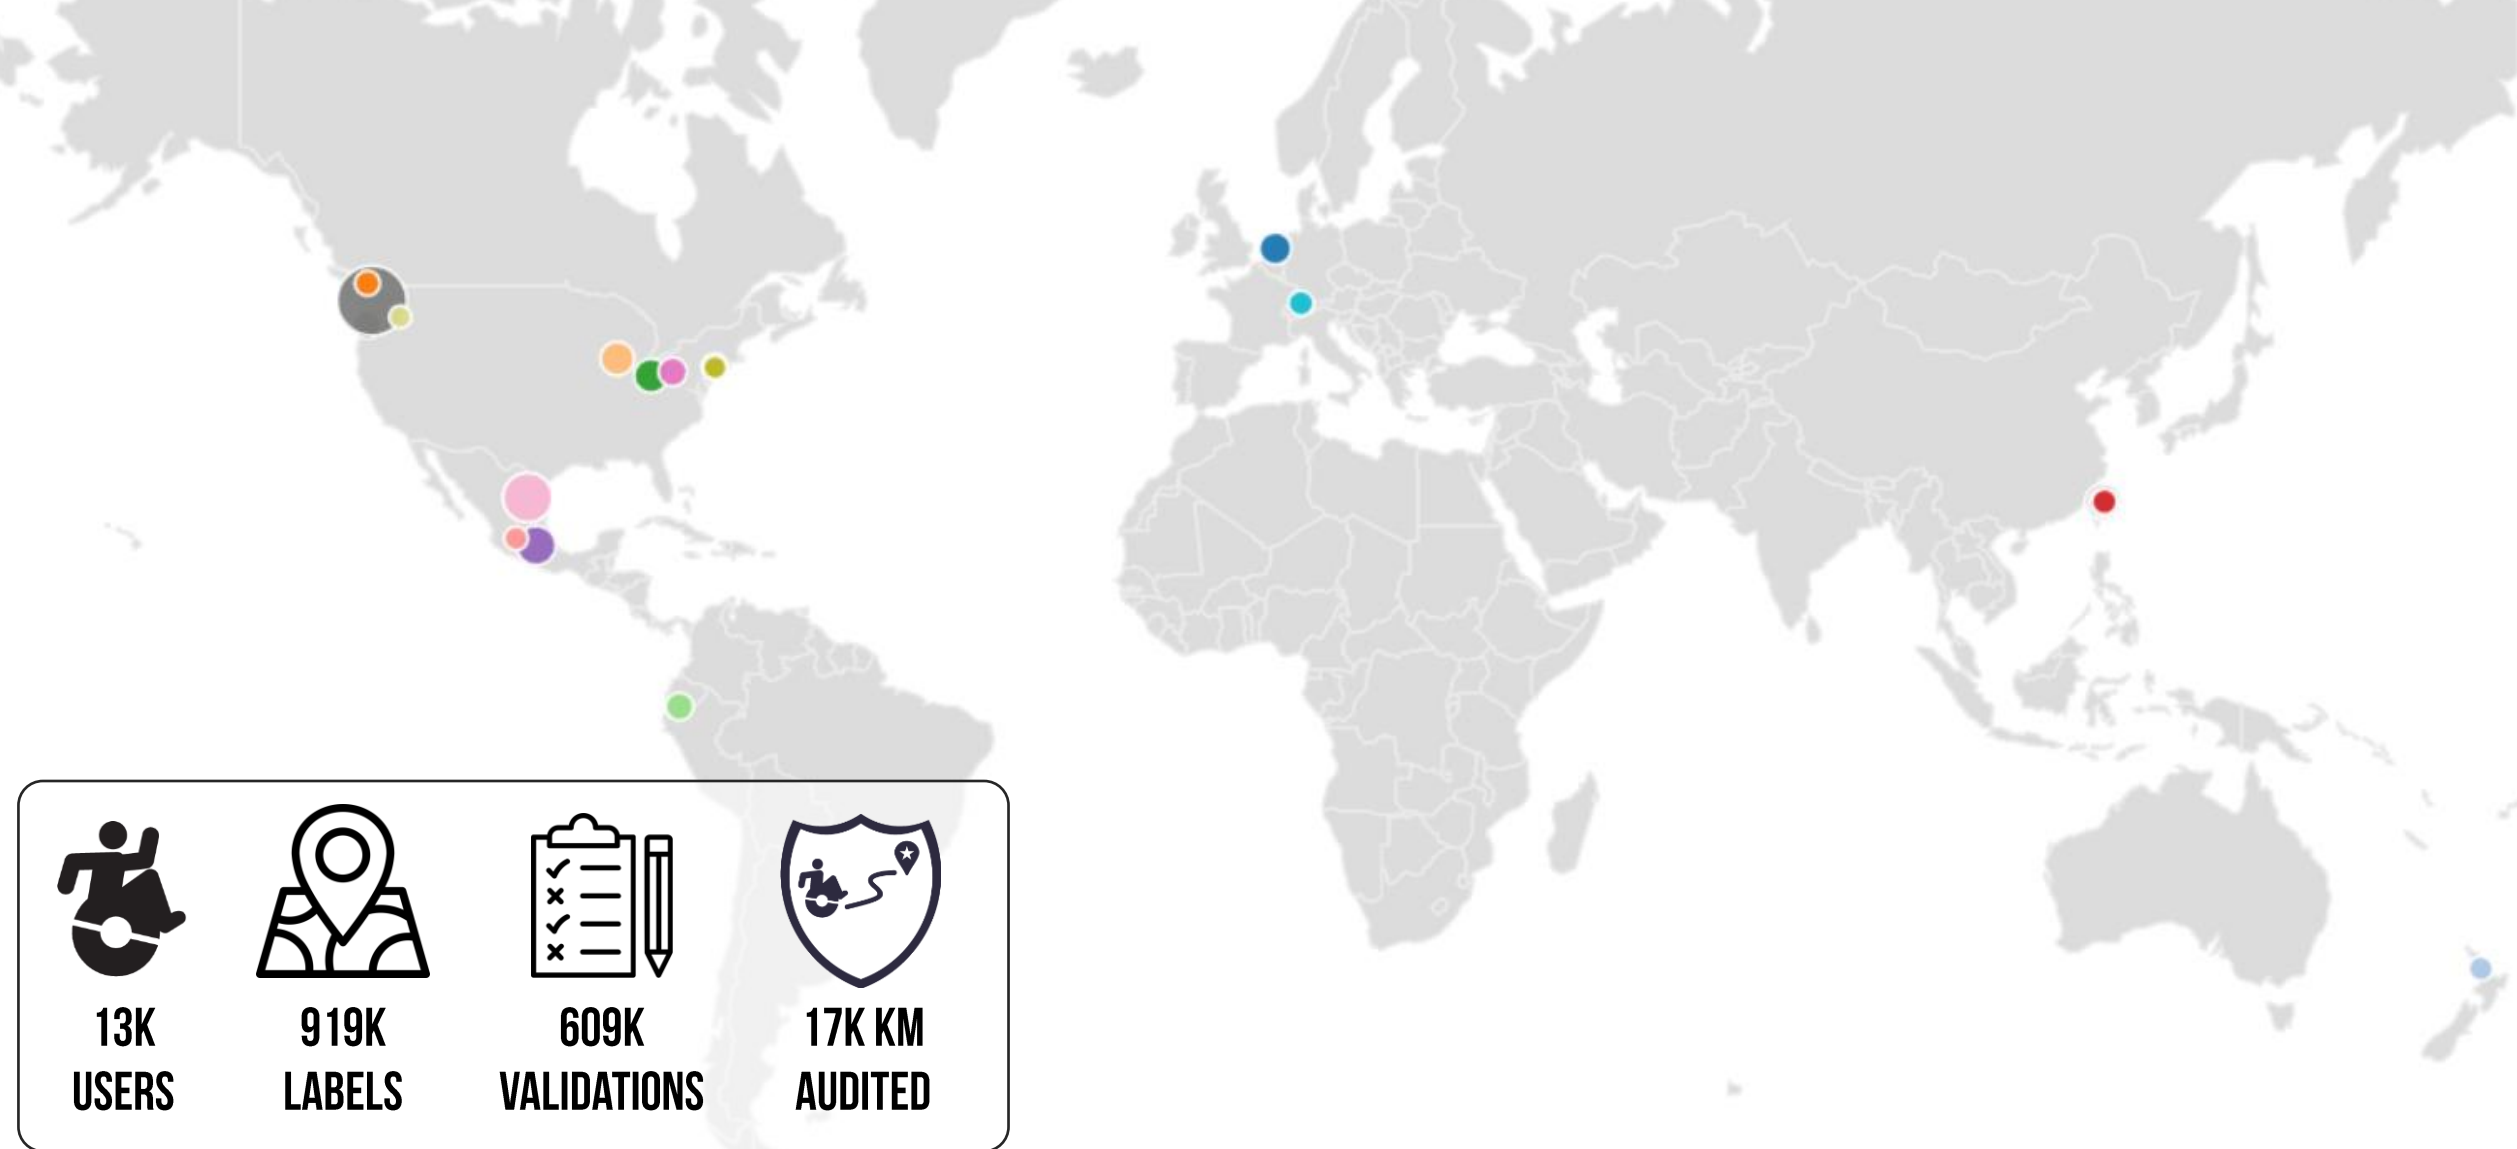 13K
USERS
919K
LABELS
609K
VALIDATIONS
17K KM
AUDITED